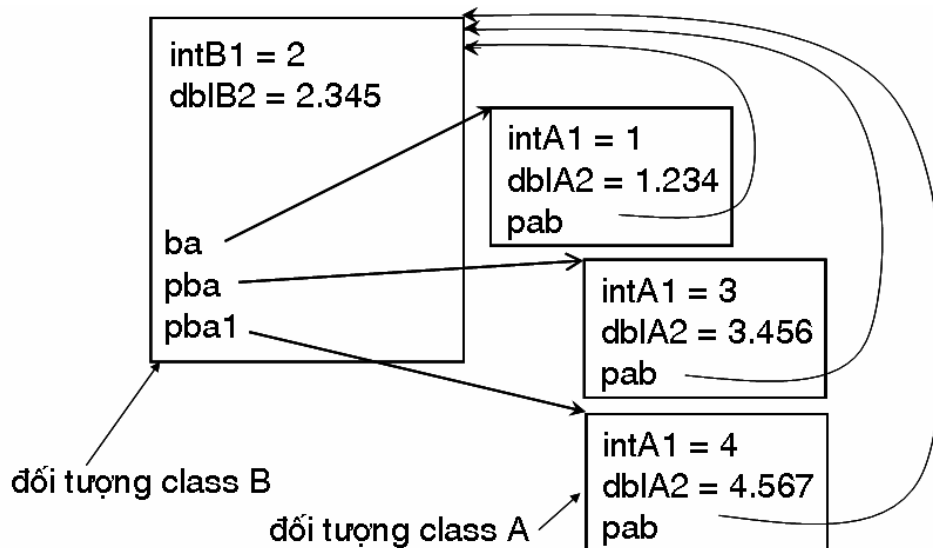 intB1 = 2
dblB2 = 2.345
ba
pba
pba1
intA1 = 1
dblA2 = 1.234
pab
intA1 = 3
dblA2 = 3.456
pab
intA1 = 4
dblA2 = 4.567
pab
đối tượng class B
đối tượng class A